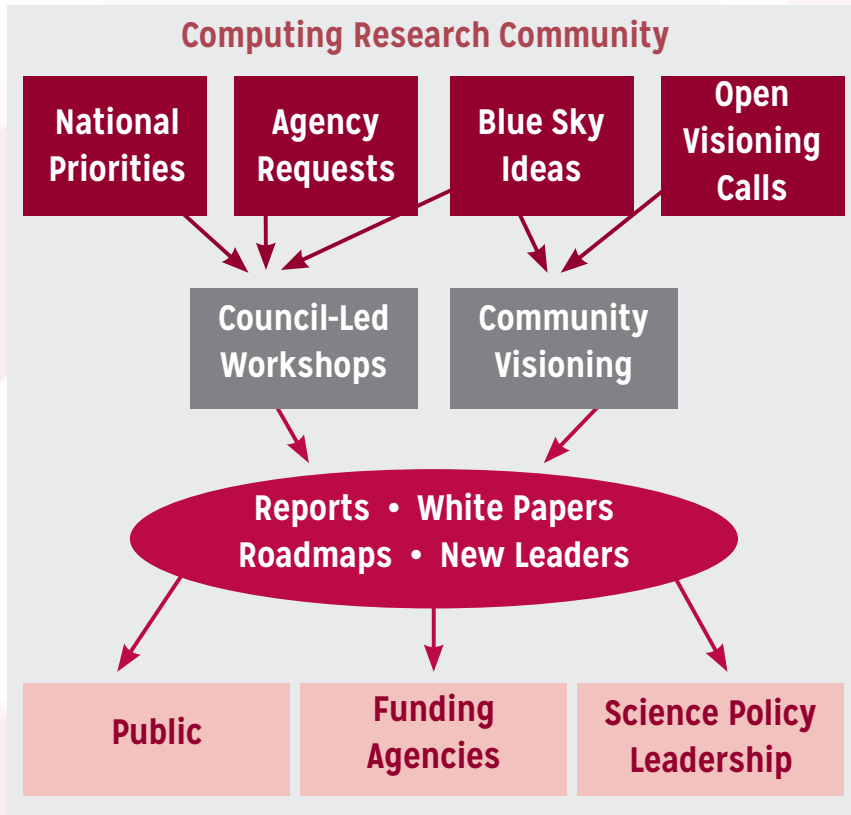 Computing Research Community
National
Priorities
Agency
Requests
Blue Sky
Ideas
Open
Visioning
Calls
Council-Led
Workshops
Community
Visioning
Reports • White Papers
Roadmaps • New Leaders
Public
Funding
Agencies
Science Policy
Leadership